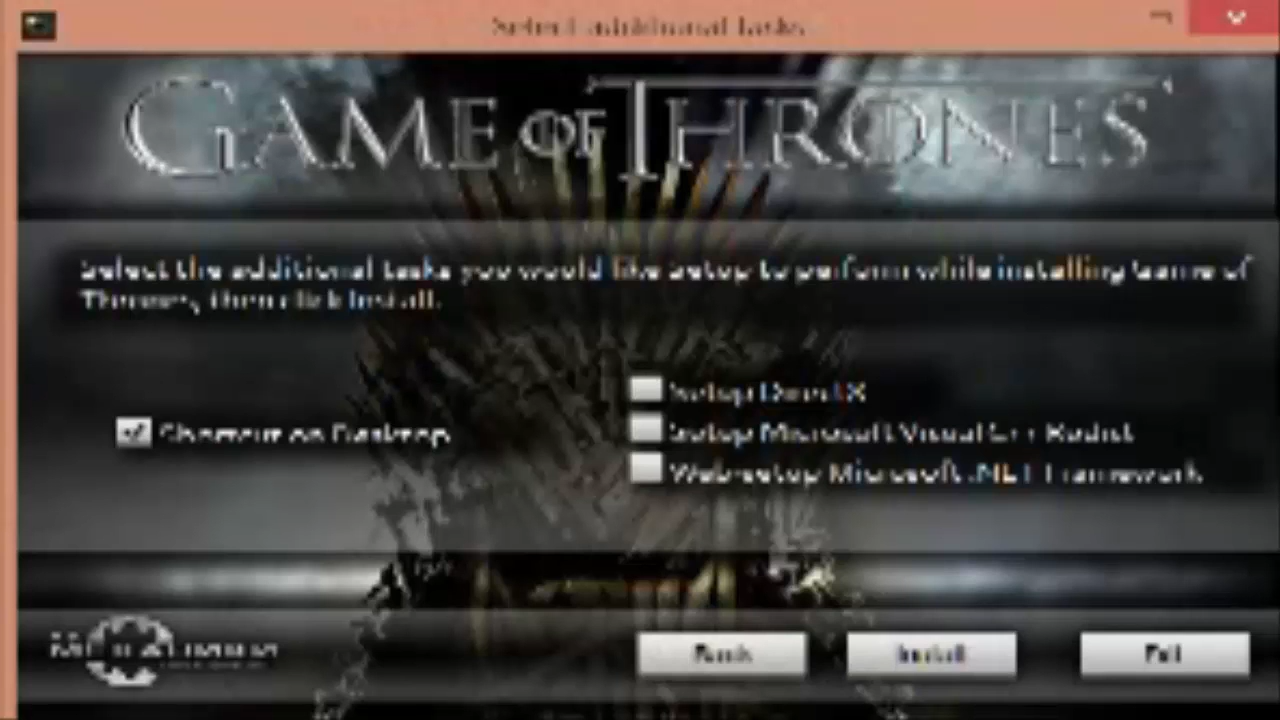 Select additional tasks
GAME OF THRONES
Select the additional tasks you would like Setup to perform while installing Game of
Thrones, then click Install.
Setup DirectX
Shortcut on Desktop
Setup Microsoft Visual C++ Redist
Web-setup Microsoft .NET Framework
Back
Install
Exit